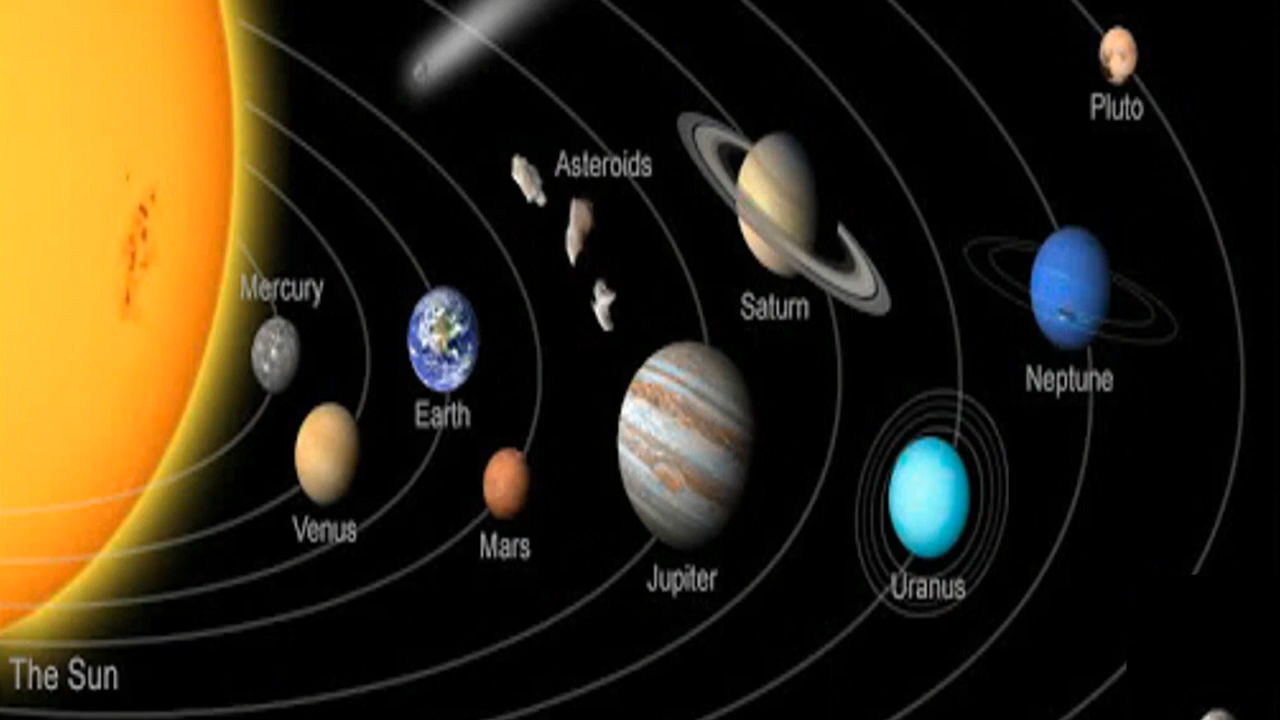 Pluto
Asteroids
Mercury
Saturn
Neptune
Earth
Venus
Mars
Jupiter
Uranus
The Sun